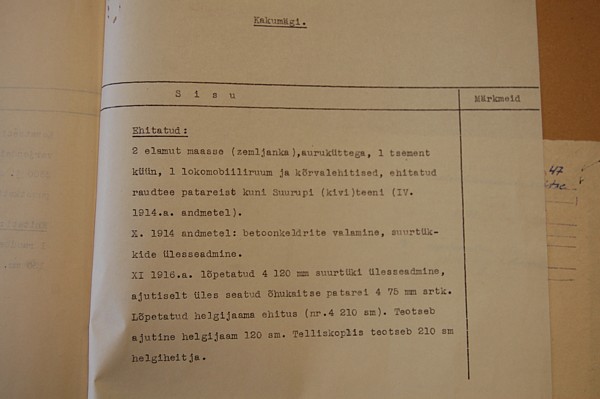 Kakumägi.
S i s u
Märkmeid
Ehitatud:
2 elamut maasse (zemljanka),auruküttega, 1 tsement
küün, 1 lokomobiiliruum ja kõrvalehitised, ehitatud
raudtee patareist kuni Suurupi (kivi)teeni (IV.
1914.a. andmetel).
X. 1914 andmetel: betoonkeldrite valamine, suurtük-
kide ülesseadmine.
XI 1916.a. lõpetatud 4 120 mm suurtüki ülesseadmine,
ajutiselt üles seatud õhukaitse patarei 4 75 mm srtk.
Lõpetatud helgijaama ehitus (nr.4 210 sm). Teotseb
ajutine helgijaam 120 sm. Telliskoplis teotseb 210 sm
helgiheitja.
47